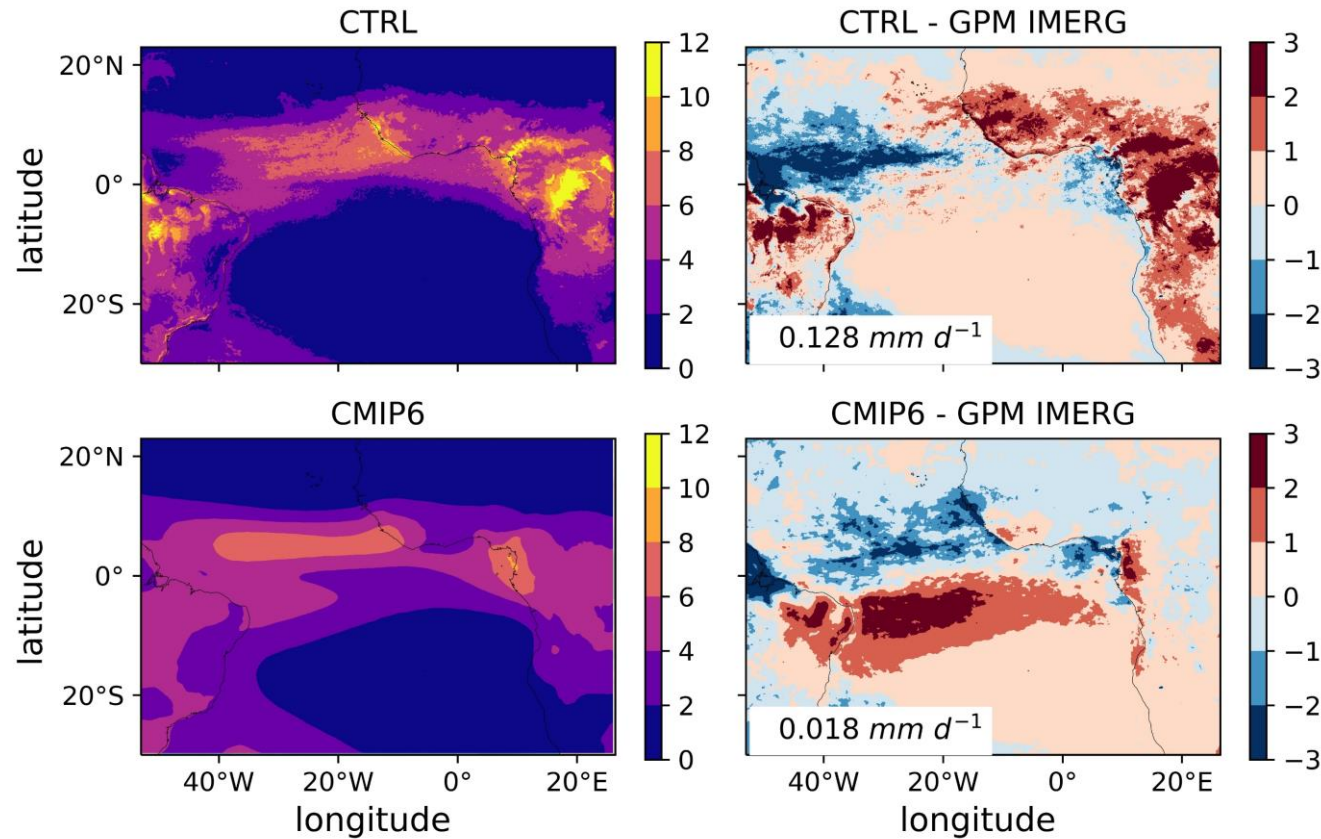 CTRL
CTRL - GPM IMERG
20°N
0°
20°S
latitude
12
10
8
6
4
2
0
0.128 mm d⁻¹
3
2
1
0
−1
−2
−3
CMIP6
CMIP6 - GPM IMERG
20°N
0°
20°S
latitude
40°W 20°W 0° 20°E
longitude
12
10
8
6
4
2
0
0.018 mm d⁻¹
40°W 20°W 0° 20°E
longitude
3
2
1
0
−1
−2
−3